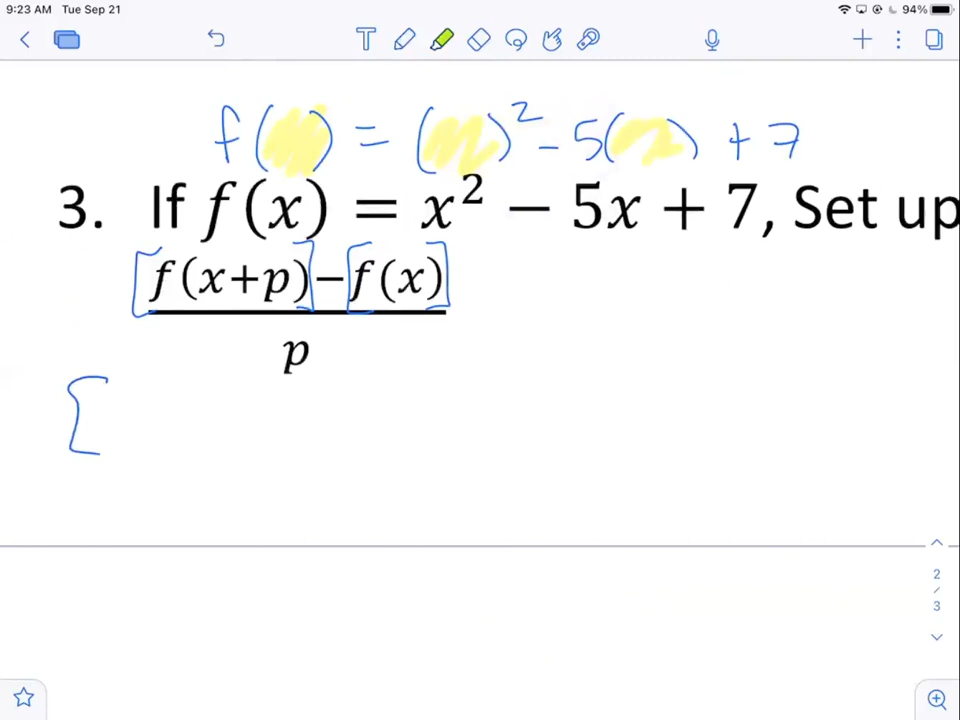 9:23 AM Tue Sep 21
94%
T
f( ) = ( )² - 5( ) + 7
3. If f(x) = x² − 5x + 7, Set up
[f(x+p)]−[f(x)]
p
[
2
/
3